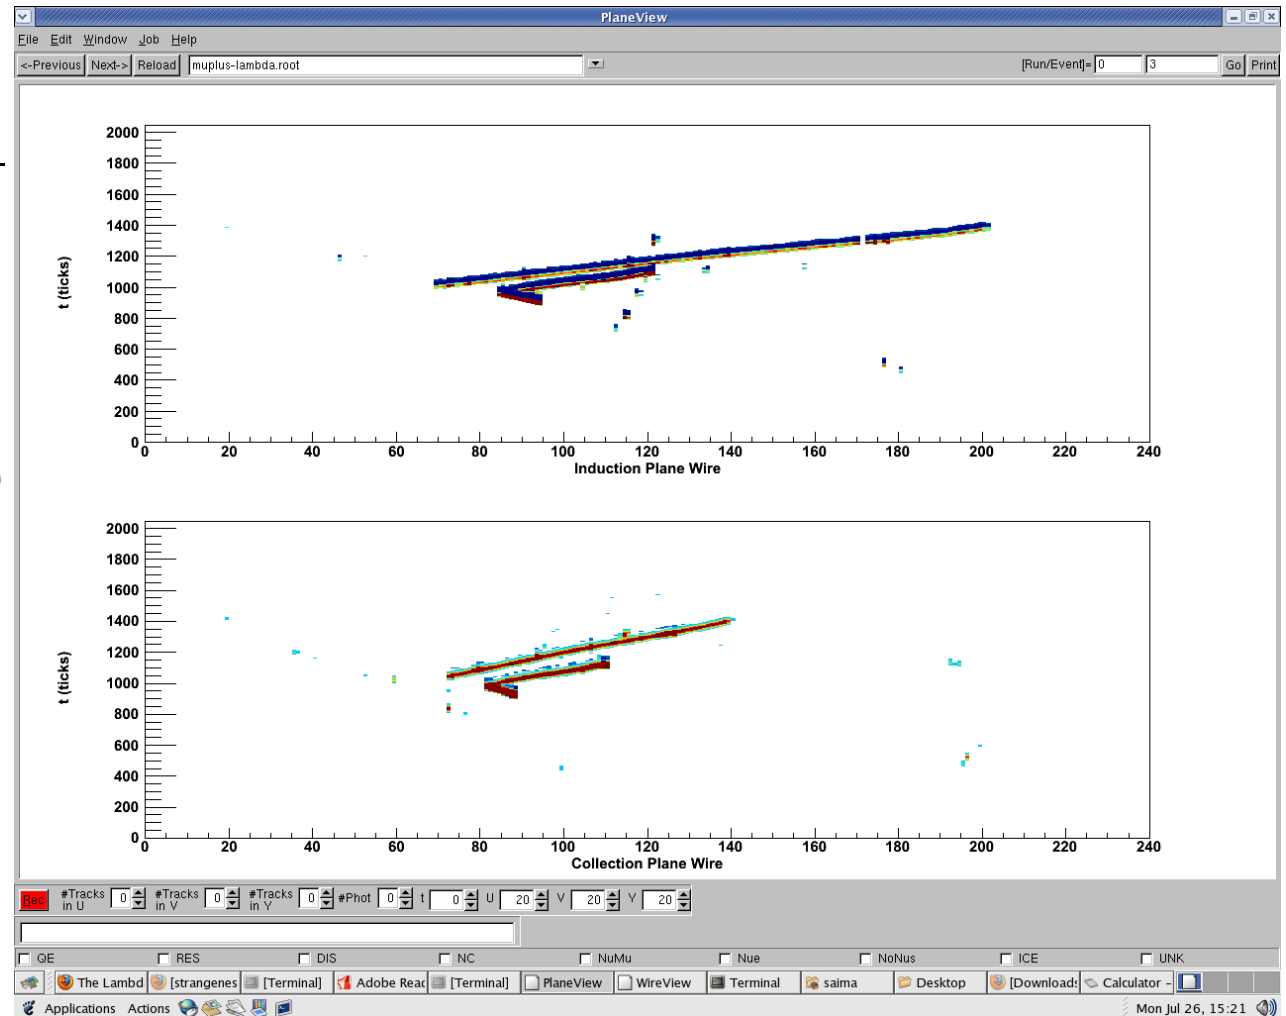 PlaneView
File Edit Window Job Help
<-Previous Next-> Reload muplus-lambda.root [Run/Event]= 0 3 Go Print
2000
1800
1600
1400
1200
1000
800
600
400
200
0
t (ticks)
0 20 40 60 80 100 120 140 160 180 200 220 240
Induction Plane Wire
2000
1800
1600
1400
1200
1000
800
600
400
200
0
t (ticks)
0 20 40 60 80 100 120 140 160 180 200 220 240
Collection Plane Wire
Rec #Tracks in U 0 #Tracks in V 0 #Tracks in Y 0 #Phot 0 t 0 U 20 V 20 Y 20
QE RES DIS NC NuMu Nue NoNus ICE UNK
The Lambd [strangenes [Terminal] Adobe Reac [Terminal] PlaneView WireView Terminal saima Desktop [Downloads Calculator –
Applications Actions Mon Jul 26, 15:21